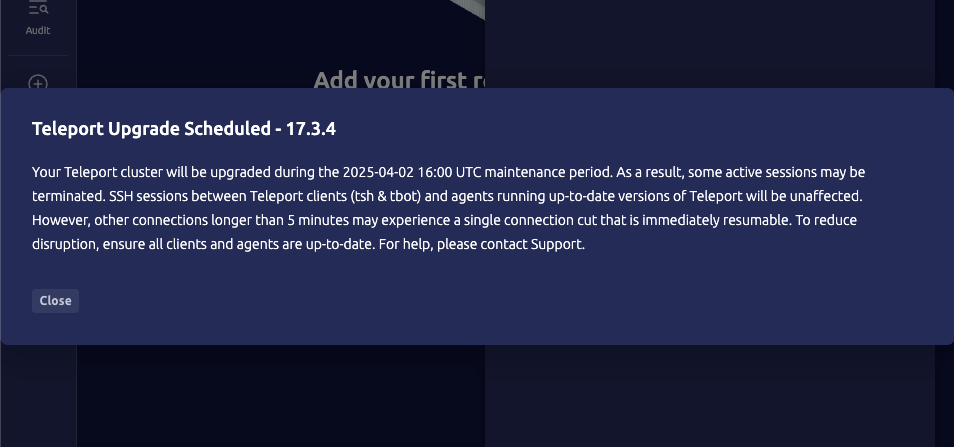 Audit
Add your first r
Teleport Upgrade Scheduled - 17.3.4
Your Teleport cluster will be upgraded during the 2025-04-02 16:00 UTC maintenance period. As a result, some active sessions may be
terminated. SSH sessions between Teleport clients (tsh & tbot) and agents running up-to-date versions of Teleport will be unaffected.
However, other connections longer than 5 minutes may experience a single connection cut that is immediately resumable. To reduce
disruption, ensure all clients and agents are up-to-date. For help, please contact Support.
Close